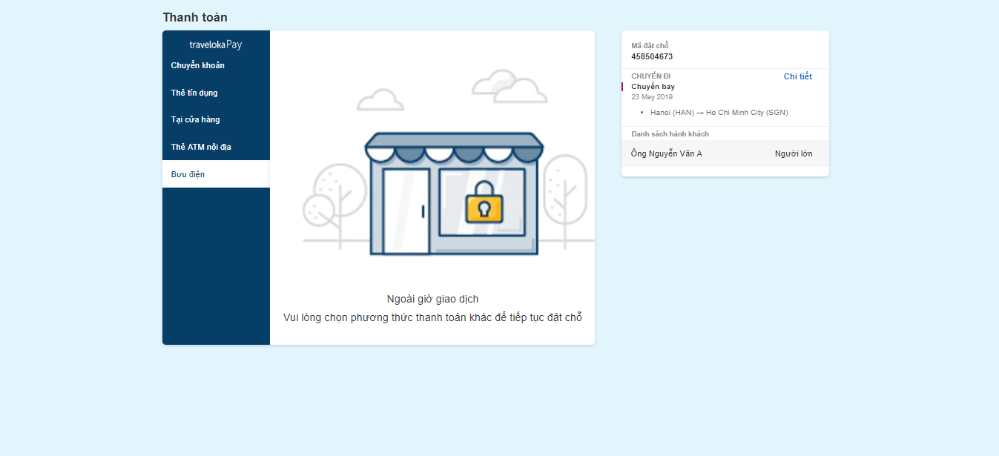 Thanh toán
travelokaPay
Chuyển khoản
Thẻ tín dụng
Tại cửa hàng
Thẻ ATM nội địa
Bưu điện
Ngoài giờ giao dịch
Vui lòng chọn phương thức thanh toán khác để tiếp tục đặt chỗ
Mã đặt chỗ
458504673
CHUYẾN ĐI
Chi tiết
Chuyến bay
23 May 2019
• Hanoi (HAN) → Ho Chi Minh City (SGN)
Danh sách hành khách
Ông Nguyễn Văn A
Người lớn